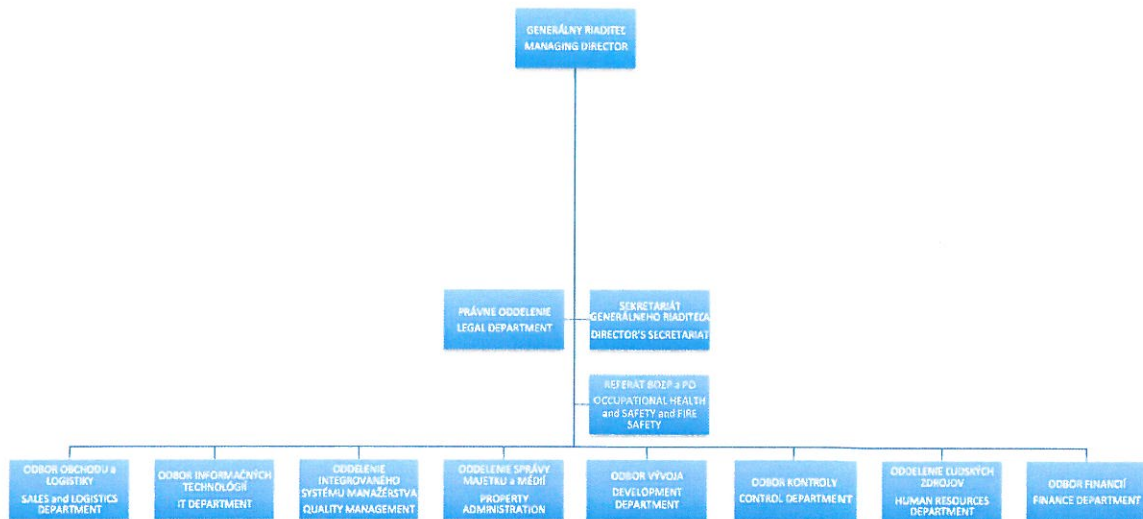 GENERÁLNY RIADITEĽ
MANAGING DIRECTOR
PRÁVNE ODDELENIE
LEGAL DEPARTMENT
SEKRETARIÁT
GENERÁLNEHO RIADITEĽA
DIRECTOR'S SECRETARIAT
REFERÁT BOZP a PO
OCCUPATIONAL HEALTH
and SAFETY and FIRE
SAFETY
ODBOR OBCHODU a
LOGISTIKY
SALES and LOGISTICS
DEPARTMENT
ODBOR INFORMAČNÝCH
TECHNOLÓGIÍ
IT DEPARTMENT
ODDELENIE
INTEGROVANÉHO
SYSTÉMU MANAŽÉRSTVA
QUALITY MANAGEMENT
ODDELENIE SPRÁVY
MAJETKU a MÉDIÍ
PROPERTY
ADMINISTRATION
ODBOR VÝVOJA
DEVELOPMENT
DEPARTMENT
ODBOR KONTROLY
CONTROL DEPARTMENT
ODDELENIE ĽUDSKÝCH
ZDROJOV
HUMAN RESOURCES
DEPARTMENT
ODBOR FINANCIÍ
FINANCE DEPARTMENT